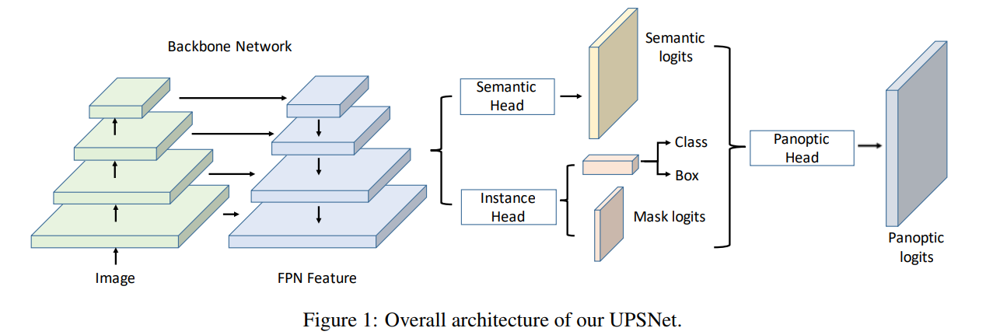 Backbone Network
Image
FPN Feature
Semantic
Head
Instance
Head
Semantic
logits
Class
Box
Mask logits
Panoptic
Head
Panoptic
logits
Figure 1: Overall architecture of our UPSNet.